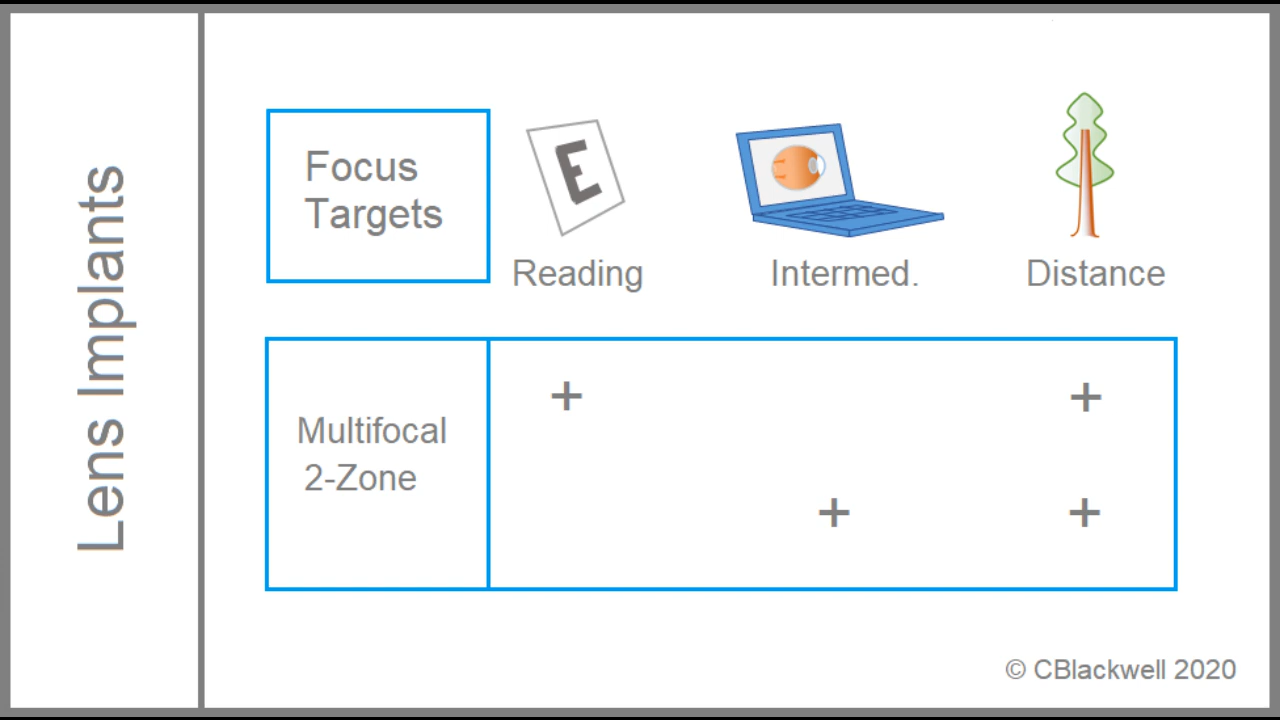 Lens Implants
Focus
Targets
E
Reading
Intermed.
Distance
Multifocal
2-Zone
+ +
+ +
© CBlackwell 2020